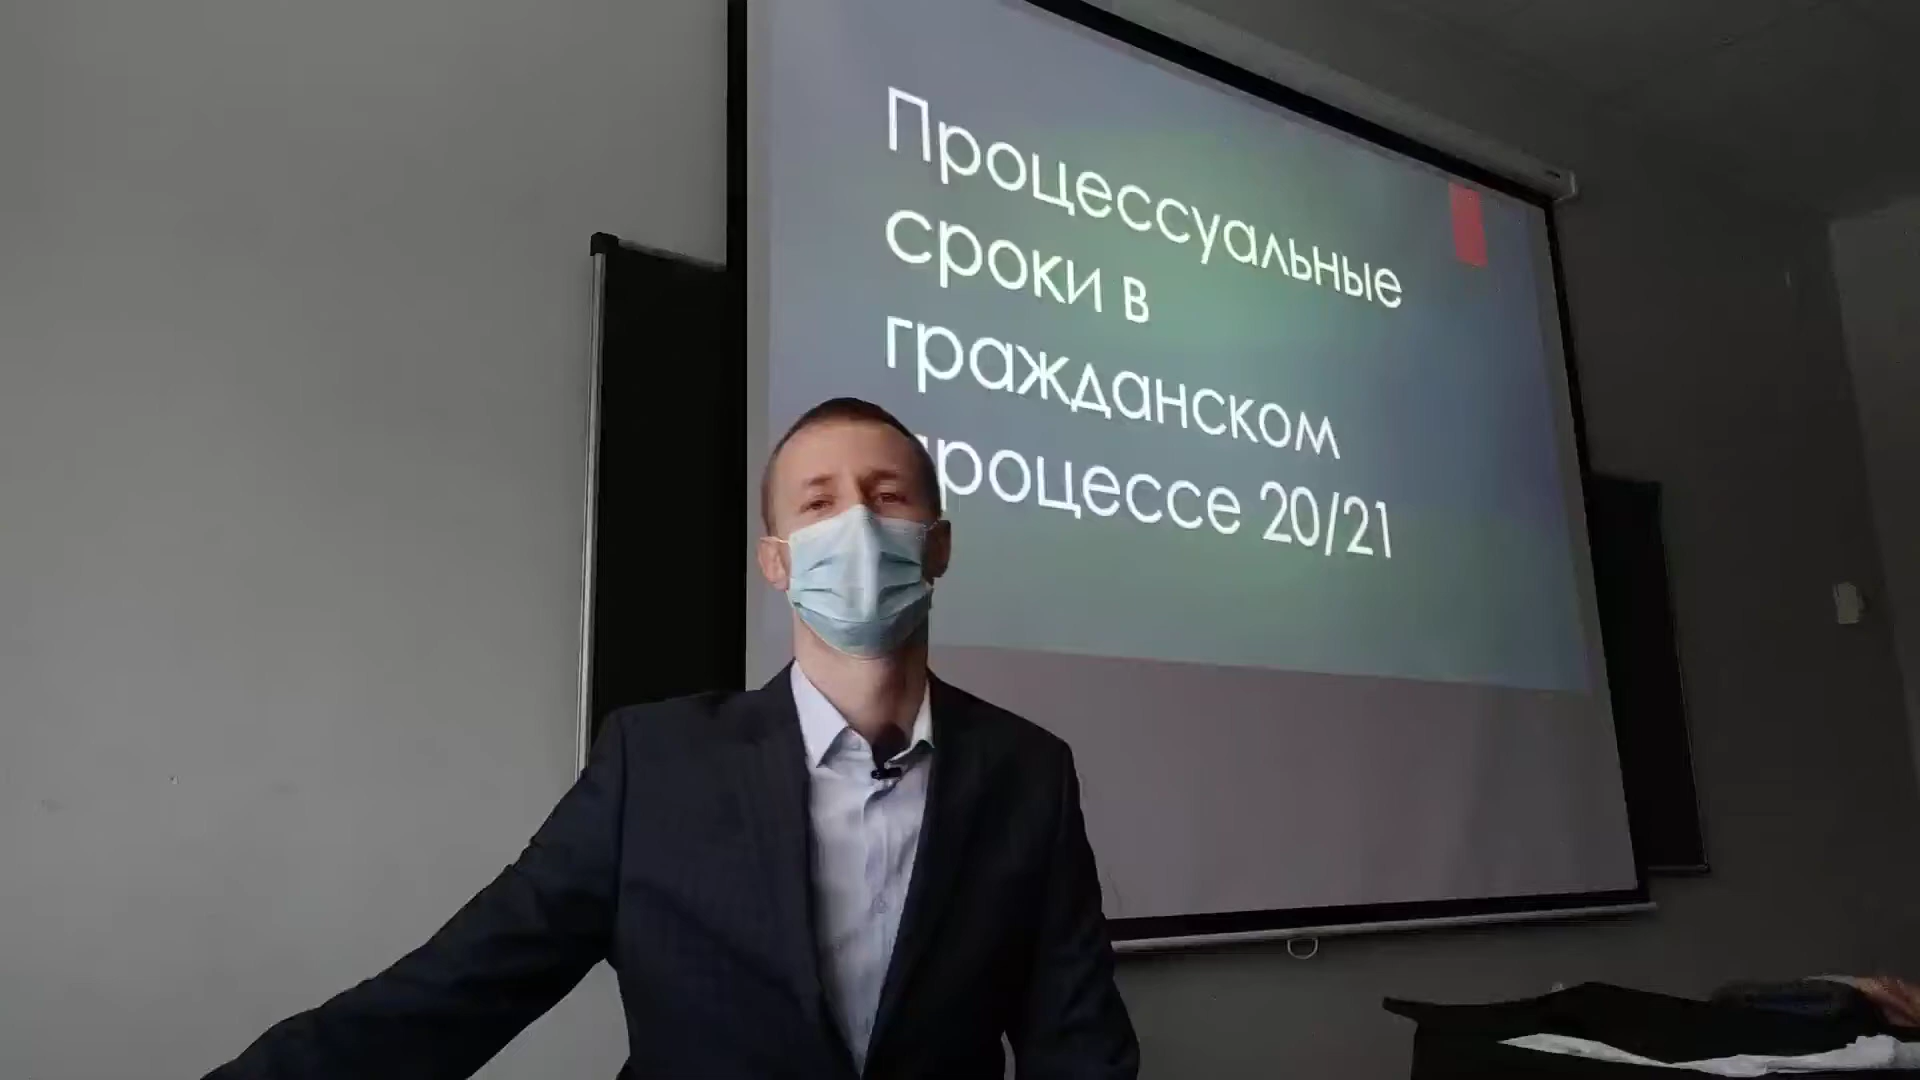 Процессуальные
сроки в
гражданском
процессе 20/21